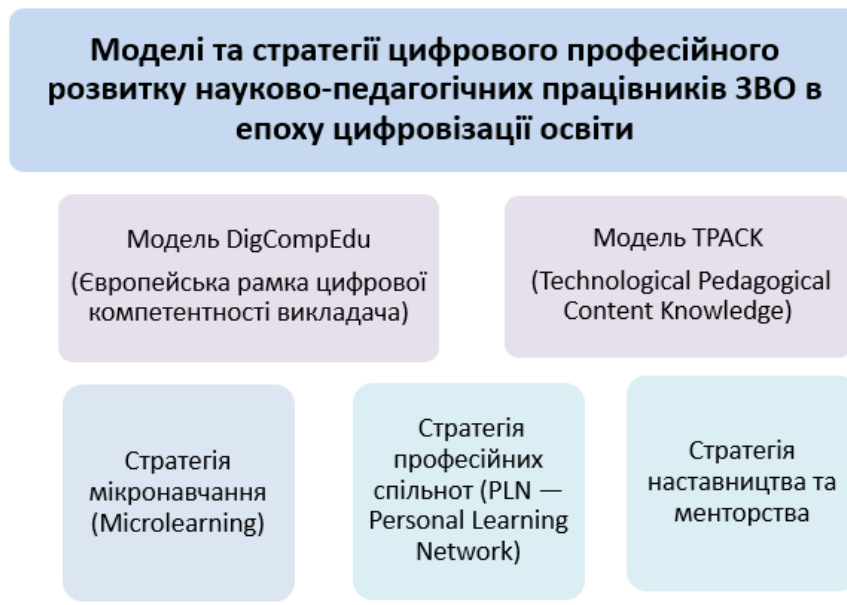 Моделі та стратегії цифрового професійного
розвитку науково-педагогічних працівників ЗВО в
епоху цифровізації освіти
Модель DigCompEdu
(Європейська рамка цифрової
компетентності викладача)
Модель TPACK
(Technological Pedagogical
Content Knowledge)
Стратегія
мікронавчання
(Microlearning)
Стратегія
професійних
спільнот (PLN —
Personal Learning
Network)
Стратегія
наставництва та
менторства